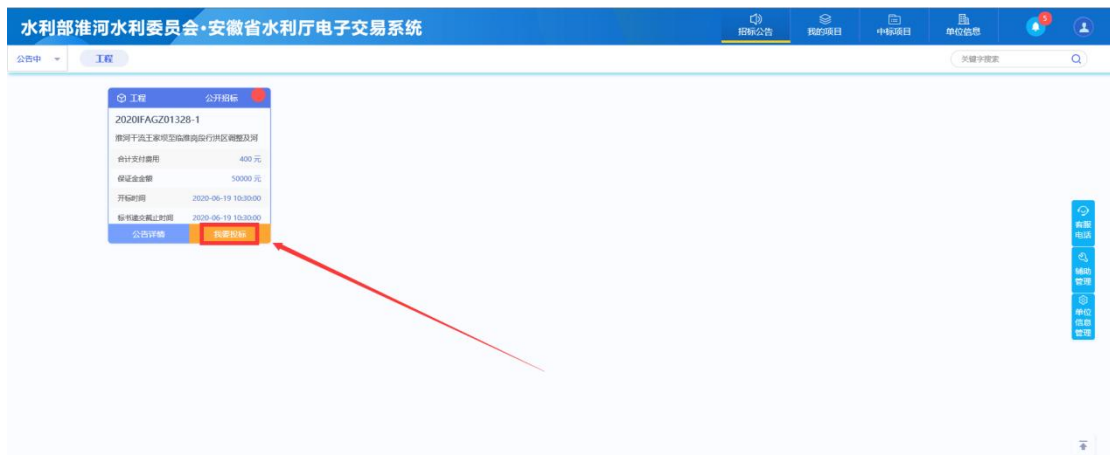 水利部淮河水利委员会·安徽省水利厅电子交易系统
招标公告
我的项目
中标项目
单位信息
5
公告中
工程
关键字搜索
工程 公开招标
2020IFAGZ01328-1
淮河干流王家坝至临淮岗段行洪区调整及河
合计支付费用 400 元
保证金金额 50000 元
开标时间 2020-06-19 10:30:00
标书递交截止时间 2020-06-19 10:30:00
公告详情 我要投标
客服
电话
辅助
管理
单位
信息
管理